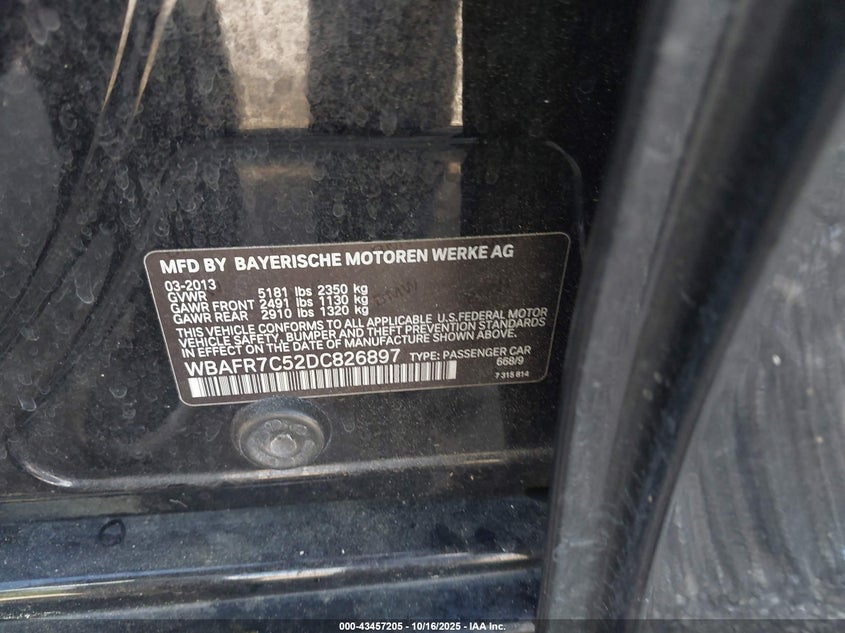 MFD BY BAYERISCHE MOTOREN WERKE AG
03-2013
GVWR 5181 lbs 2350 kg
GAWR FRONT 2491 lbs 1130 kg
GAWR REAR 2910 lbs 1320 kg
THIS VEHICLE CONFORMS TO ALL APPLICABLE U.S.FEDERAL MOTOR
VEHICLE SAFETY, BUMPER AND THEFT PREVENTION STANDARDS
IN EFFECT ON THE DATE OF MANUFACTURE SHOWN ABOVE.
WBAFR7C52DC826897 TYPE: PASSENGER CAR
668/9
7 315 814
BMW
000-43457205 - 10/16/2025 - IAA Inc.